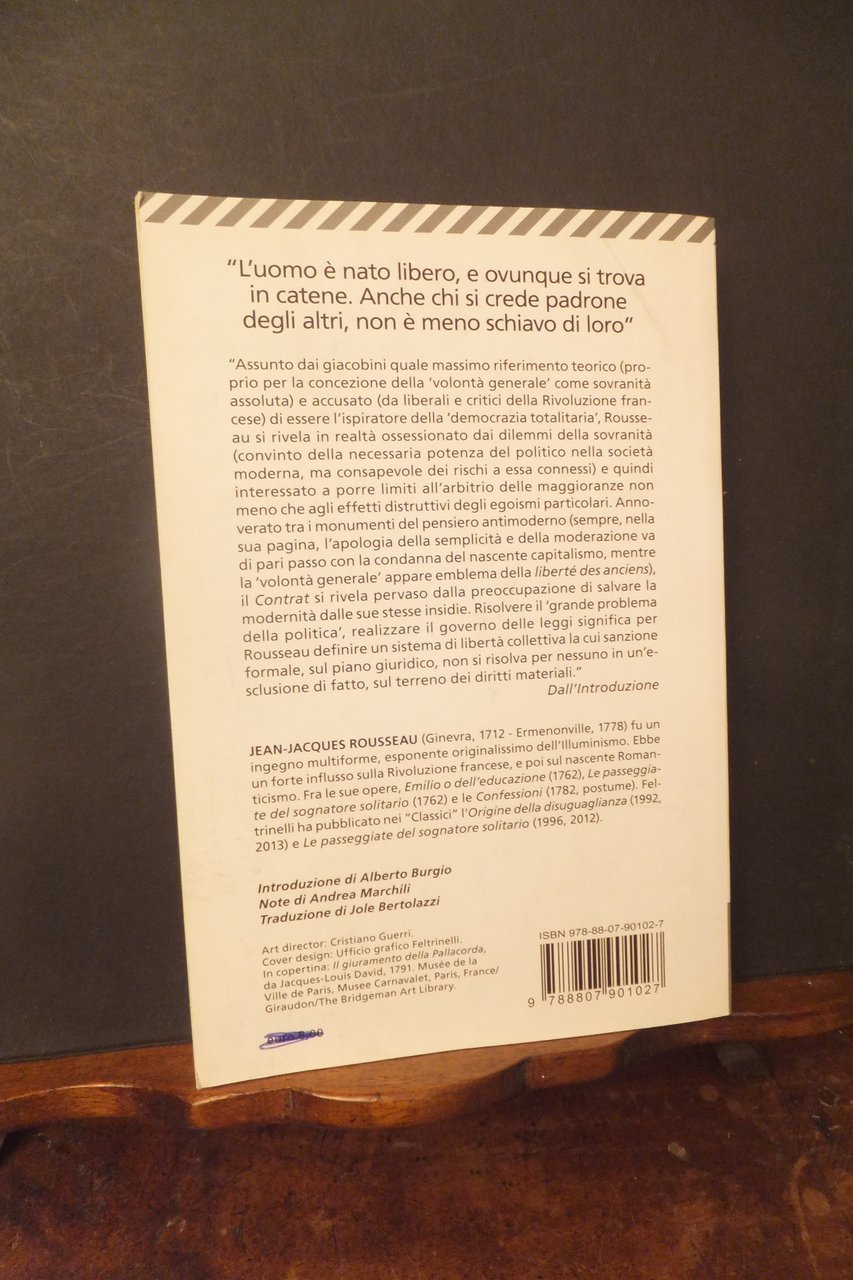 "L'uomo è nato libero, e ovunque si trova
in catene. Anche chi si crede padrone
degli altri, non è meno schiavo di loro"
"Assunto dai giacobini quale massimo riferimento teorico (pro-
prio per la concezione della 'volontà generale' come sovranità
assoluta) e accusato (da liberali e critici della Rivoluzione fran-
cese) di essere l'ispiratore della 'democrazia totalitaria', Rousse-
au si rivela in realtà ossessionato dai dilemmi della sovranità
(convinto della necessaria potenza del politico nella società
moderna, ma consapevole dei rischi a essa connessi) e quindi
interessato a porre limiti all'arbitrio delle maggioranze non
meno che agli effetti distruttivi degli egoismi particolari. Anno-
verato tra i monumenti del pensiero antimoderno (sempre, nella
sua pagina, l'apologia della semplicità e della moderazione va
di pari passo con la condanna del nascente capitalismo, mentre
la 'volontà generale' appare emblema della liberté des anciens),
il Contrat si rivela pervaso dalla preoccupazione di salvare la
modernità dalle sue stesse insidie. Risolvere il 'grande problema
della politica', realizzare il governo delle leggi significa per
Rousseau definire un sistema di libertà collettiva la cui sanzione
formale, sul piano giuridico, non si risolva per nessuno in un'e-
sclusione di fatto, sul terreno dei diritti materiali."
Dall'Introduzione
JEAN-JACQUES ROUSSEAU (Ginevra, 1712 - Ermenonville, 1778) fu un
ingegno multiforme, esponente originalissimo dell'Illuminismo. Ebbe
un forte influsso sulla Rivoluzione francese, e poi sul nascente Roman-
ticismo. Fra le sue opere, Emilio o dell'educazione (1762), Le passeggia-
te del sognatore solitario (1762) e le Confessioni (1782, postume). Fel-
trinelli ha pubblicato nei "Classici" l'Origine della disuguaglianza (1992,
2013) e Le passeggiate del sognatore solitario (1996, 2012).
Introduzione di Alberto Burgio
Note di Andrea Marchili
Traduzione di Jole Bertolazzi
Art director: Cristiano Guerri.
Cover design: Ufficio grafico Feltrinelli.
In copertina: Il giuramento della Pallacorda,
da Jacques-Louis David, 1791. Musée de la
Ville de Paris, Musee Carnavalet, Paris, France/
Giraudon/The Bridgeman Art Library.
ISBN 978-88-07-90102-7
9 788807 901027